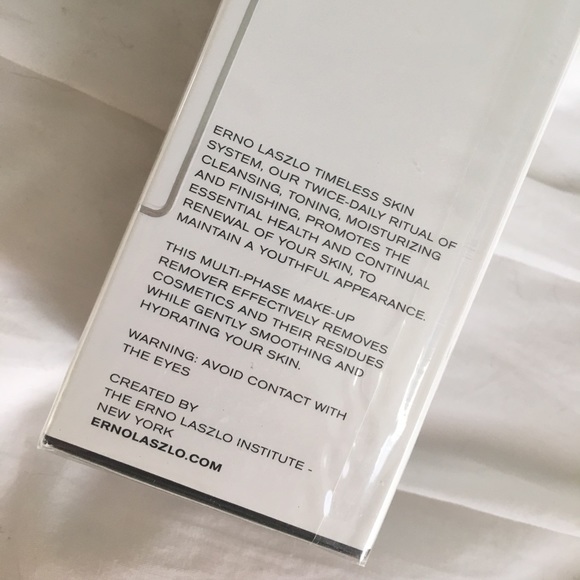 ERNO LASZLO TIMELESS SKIN
SYSTEM, OUR TWICE-DAILY RITUAL OF
CLEANSING, TONING, MOISTURIZING
AND FINISHING, PROMOTES THE
ESSENTIAL HEALTH AND CONTINUAL
RENEWAL OF YOUR SKIN, TO
MAINTAIN A YOUTHFUL APPEARANCE.
THIS MULTI-PHASE MAKE-UP
REMOVER EFFECTIVELY REMOVES
COSMETICS AND THEIR RESIDUES
WHILE GENTLY SMOOTHING AND
HYDRATING YOUR SKIN.
WARNING: AVOID CONTACT WITH
THE EYES
CREATED BY
THE ERNO LASZLO INSTITUTE -
NEW YORK
ERNOLASZLO.COM